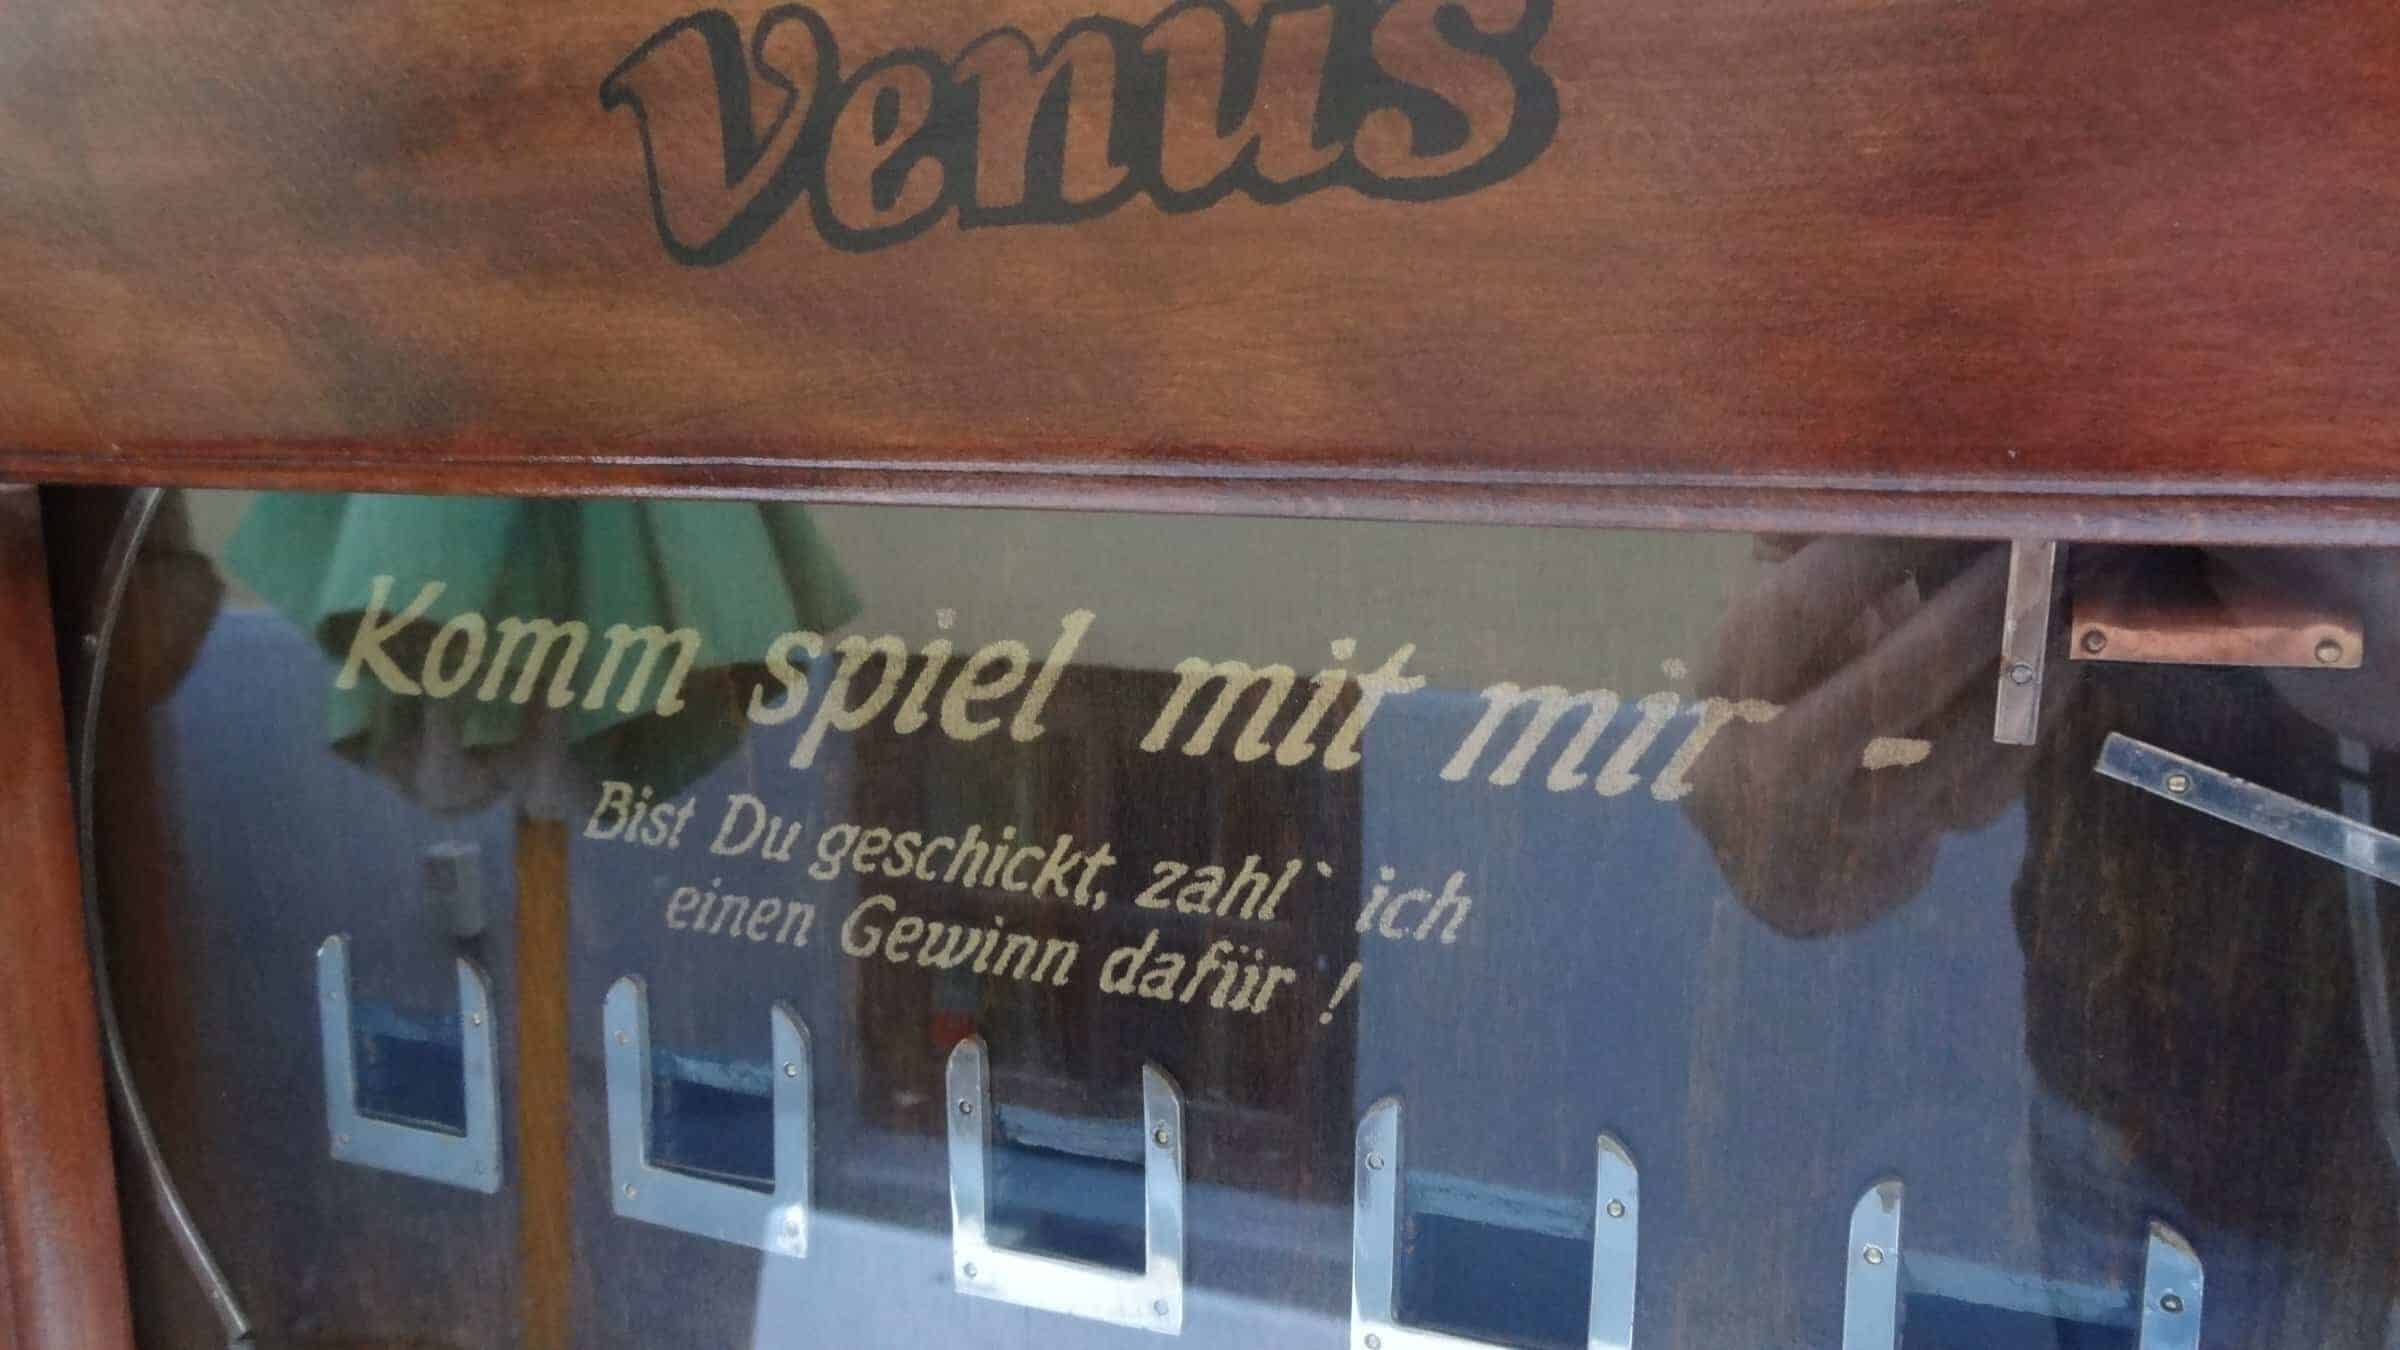 Venus
Komm spiel mit mir -
Bist Du geschickt, zahl` ich
einen Gewinn dafür !